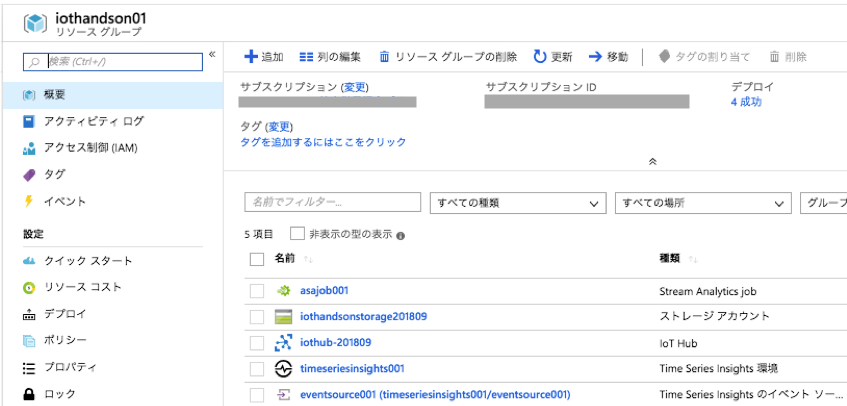 iothandson01
リソース グループ
検索 (Ctrl+/)
«
追加
列の編集
リソース グループの削除
更新
移動
タグの割り当て
削除
概要
アクティビティ ログ
アクセス制御 (IAM)
タグ
イベント
設定
クイック スタート
リソース コスト
デプロイ
ポリシー
プロパティ
ロック
サブスクリプション (変更)
サブスクリプション ID
デプロイ
4 成功
タグ (変更)
タグを追加するにはここをクリック
名前でフィルター...
すべての種類
すべての場所
グループ
5 項目
非表示の型の表示
名前
種類
asajob001
Stream Analytics job
iothandsonstorage201809
ストレージ アカウント
iothub-201809
IoT Hub
timeseriesinsights001
Time Series Insights 環境
eventsource001 (timeseriesinsights001/eventsource001)
Time Series Insights のイベント ソー...